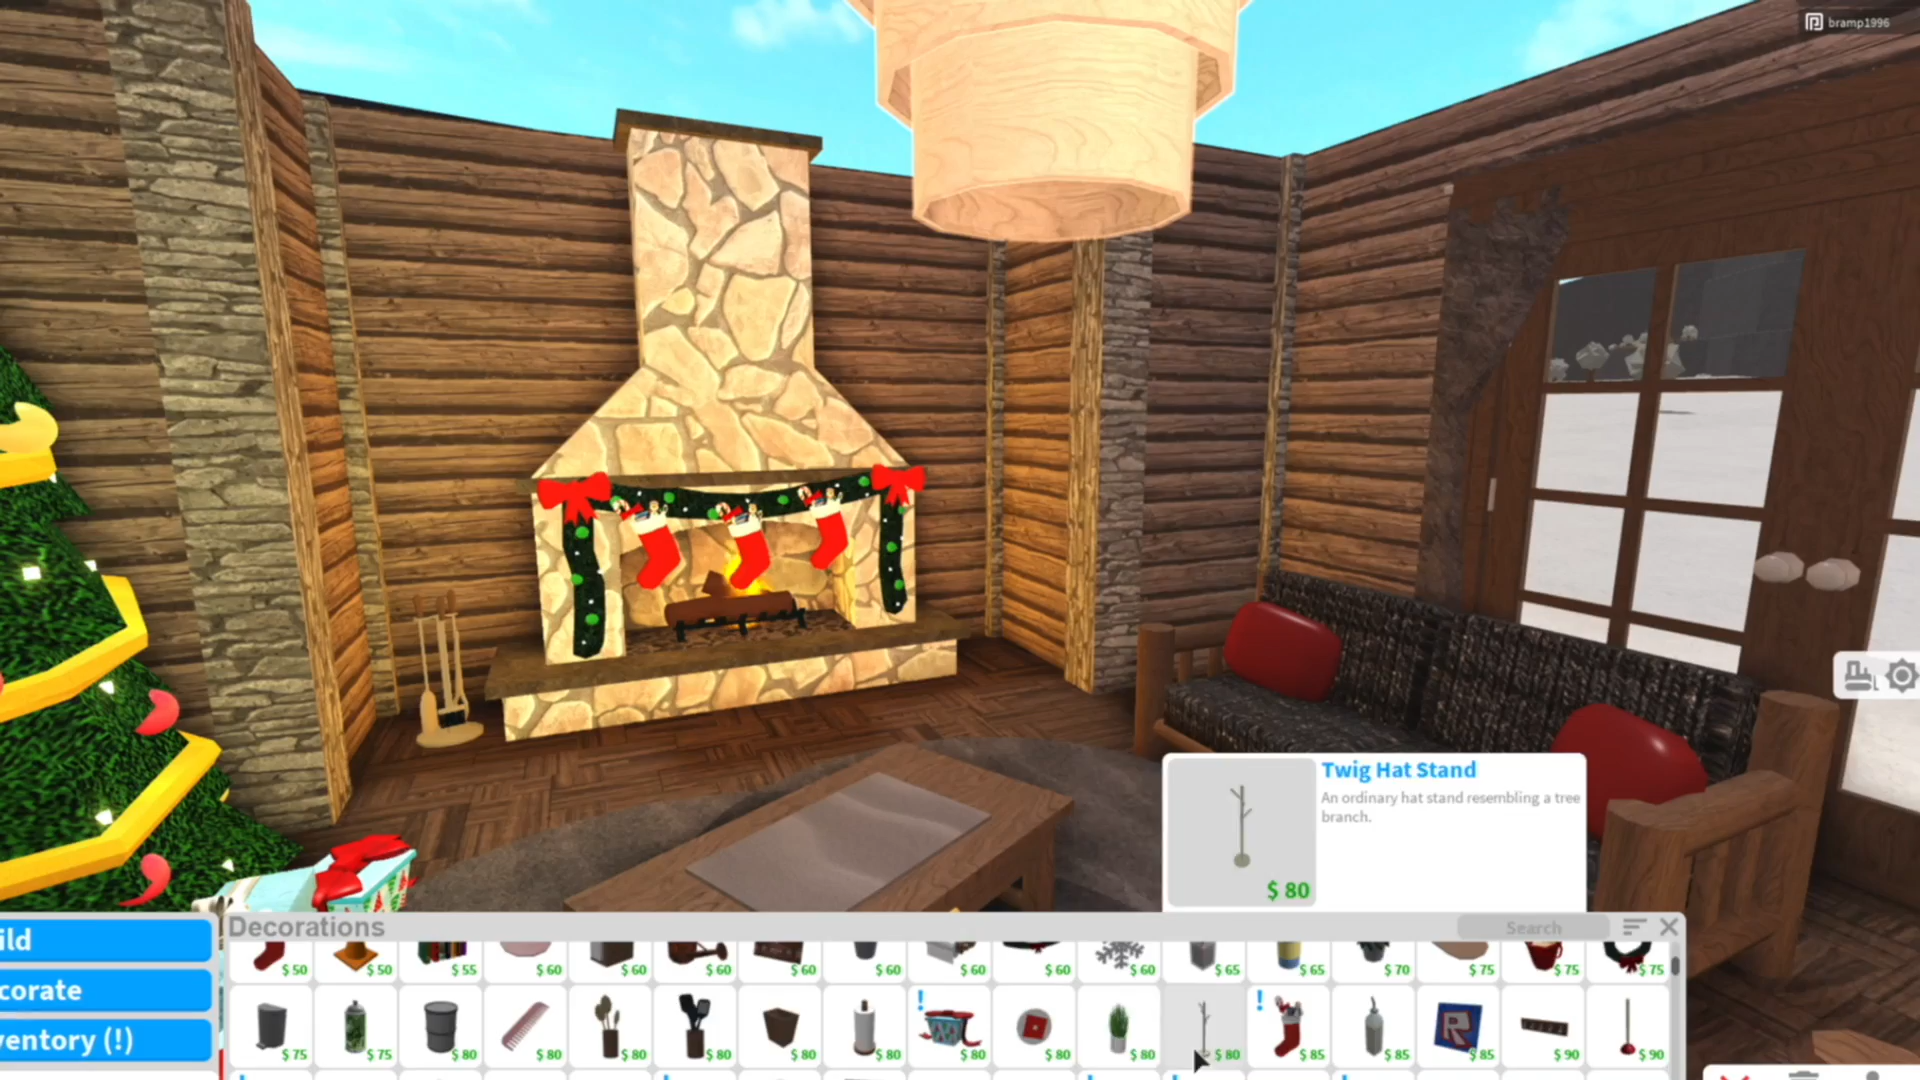 bramp1996
Twig Hat Stand
An ordinary hat stand resembling a tree
branch.
$ 80
ild
corate
ventory (!)
Decorations
Search
$ 50 $ 50 $ 55 $ 60 $ 60 $ 60 $ 60 $ 60 $ 60 $ 60 $ 60 $ 65 $ 65 $ 70 $ 75 $ 75 $ 75
! !
$ 75 $ 75 $ 80 $ 80 $ 80 $ 80 $ 80 $ 80 $ 80 $ 80 $ 80 $ 80 $ 85 $ 85 $ 85 $ 90 $ 90